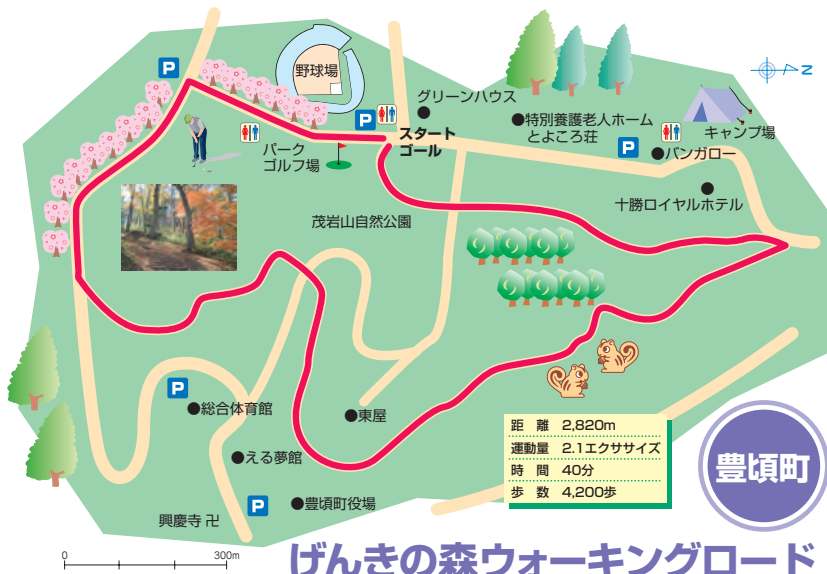 野球場
グリーンハウス
N
P
P
スタート
ゴール
特別養護老人ホーム
とよころ荘
キャンプ場
P
バンガロー
パーク
ゴルフ場
十勝ロイヤルホテル
茂岩山自然公園
P
総合体育館
東屋
える夢館
P
豊頃町役場
興慶寺 卍
距 離 2,820m
運動量 2.1エクササイズ
時 間 40分
歩 数 4,200歩
豊頃町
0 300m
げんきの森ウォーキングロード